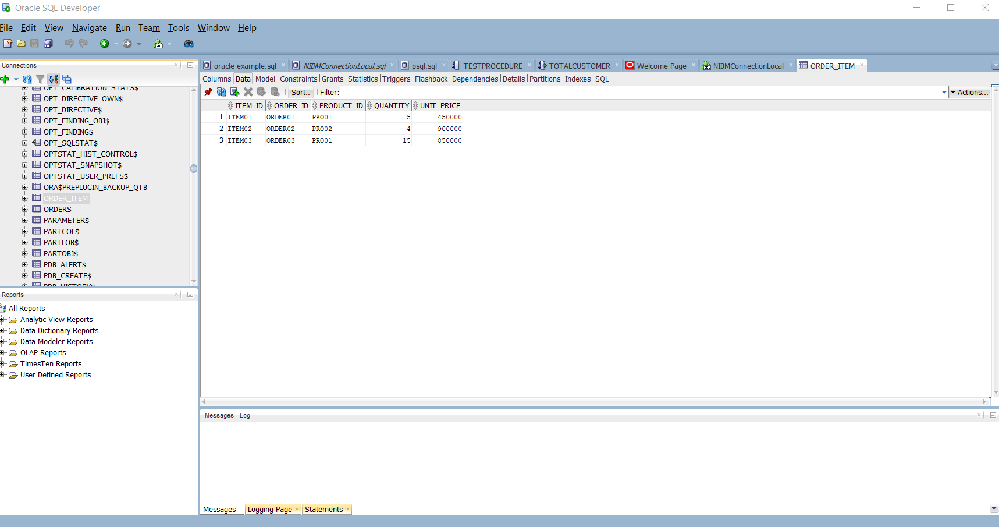 Oracle SQL Developer
File Edit View Navigate Run Team Tools Window Help
SQL
Connections
OPT_CALIBRATION_STATS$
OPT_DIRECTIVE_OWN$
OPT_DIRECTIVE$
OPT_FINDING_OBJ$
OPT_FINDING$
OPT_SQLSTAT$
OPTSTAT_HIST_CONTROL$
OPTSTAT_SNAPSHOT$
OPTSTAT_USER_PREFS$
ORA$PREPLUGIN_BACKUP_QTB
ORDER_ITEM
ORDERS
PARAMETER$
PARTCOL$
PARTLOB$
PARTOBJ$
PDB_ALERT$
PDB_CREATE$
PDB_HISTORY$
Reports
All Reports
Analytic View Reports
Data Dictionary Reports
Data Modeler Reports
OLAP Reports
TimesTen Reports
User Defined Reports
oracle example.sql NIBMConnectionLocal.sql psql.sql TESTPROCEDURE TOTALCUSTOMER Welcome Page NIBMConnectionLocal ORDER_ITEM
Columns Data Model Constraints Grants Statistics Triggers Flashback Dependencies Details Partitions Indexes SQL
Sort.. Filter: Actions...
ITEM_ID ORDER_ID PRODUCT_ID QUANTITY UNIT_PRICE
1 ITEM01 ORDER01 PRO01 5 450000
2 ITEM02 ORDER02 PRO02 4 900000
3 ITEM03 ORDER03 PRO01 15 850000
Messages - Log
Messages Logging Page Statements